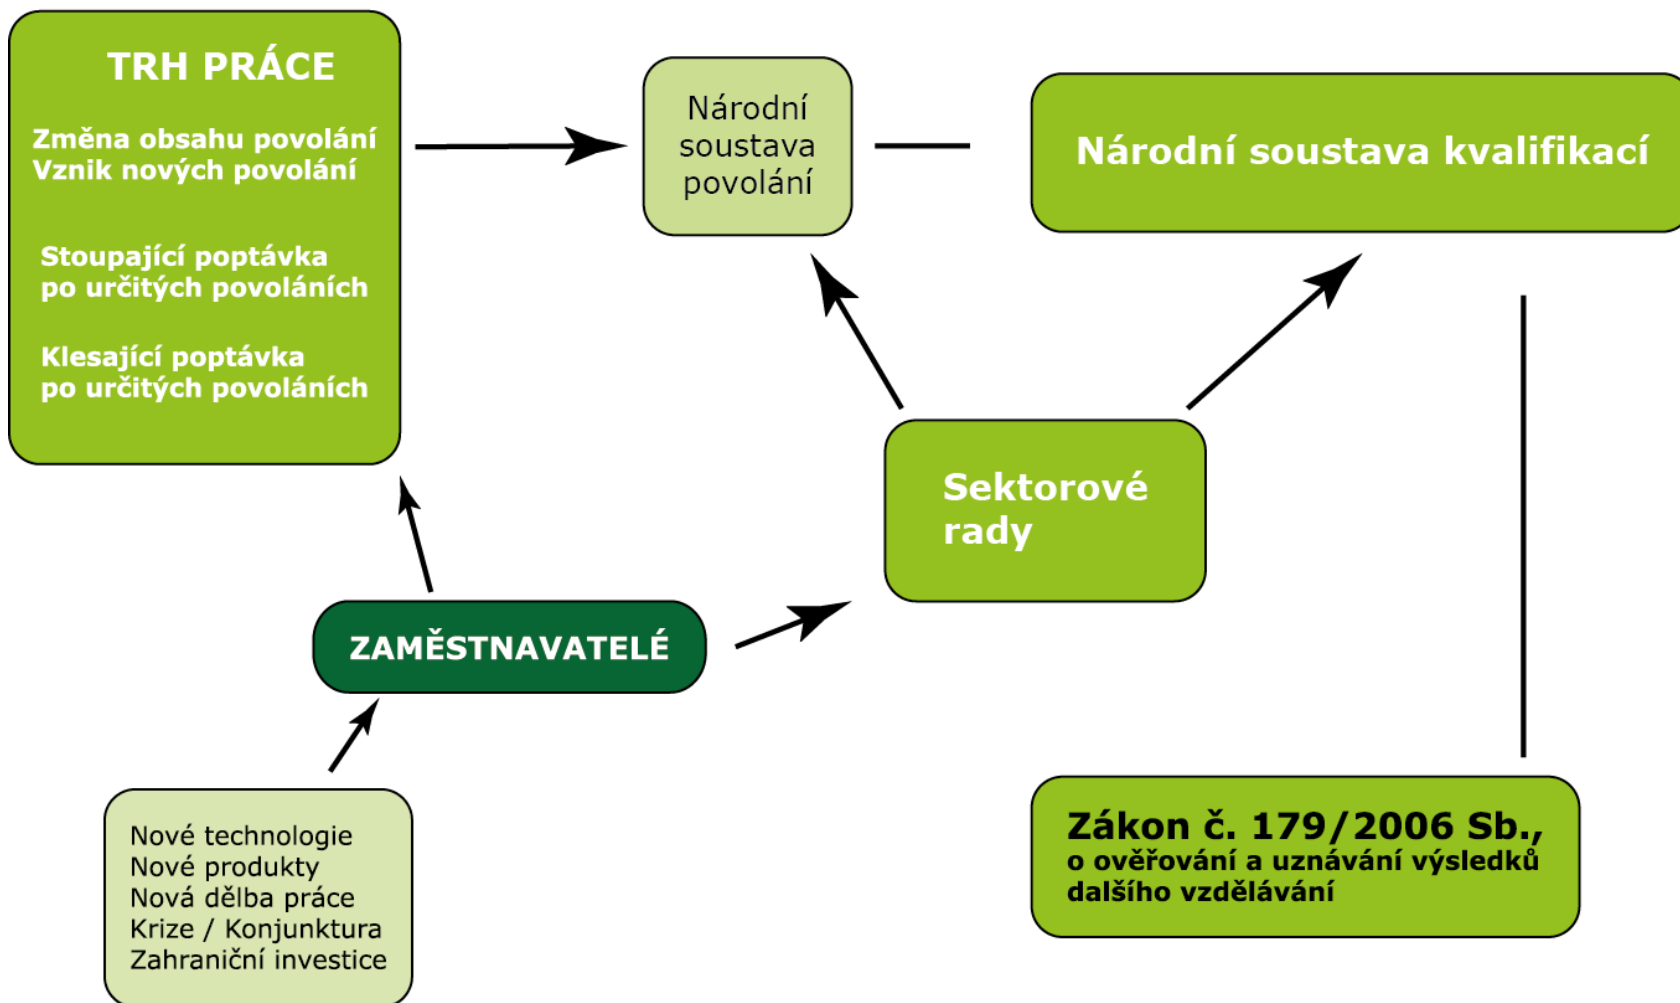 TRH PRÁCE
Změna obsahu povolání
Vznik nových povolání
Stoupající poptávka
po určitých povoláních
Klesající poptávka
po určitých povoláních
Národní
soustava
povolání
Národní soustava kvalifikací
Sektorové
rady
ZAMĚSTNAVATELÉ
Nové technologie
Nové produkty
Nová dělba práce
Krize / Konjunktura
Zahraniční investice
Zákon č. 179/2006 Sb.,
o ověřování a uznávání výsledků
dalšího vzdělávání